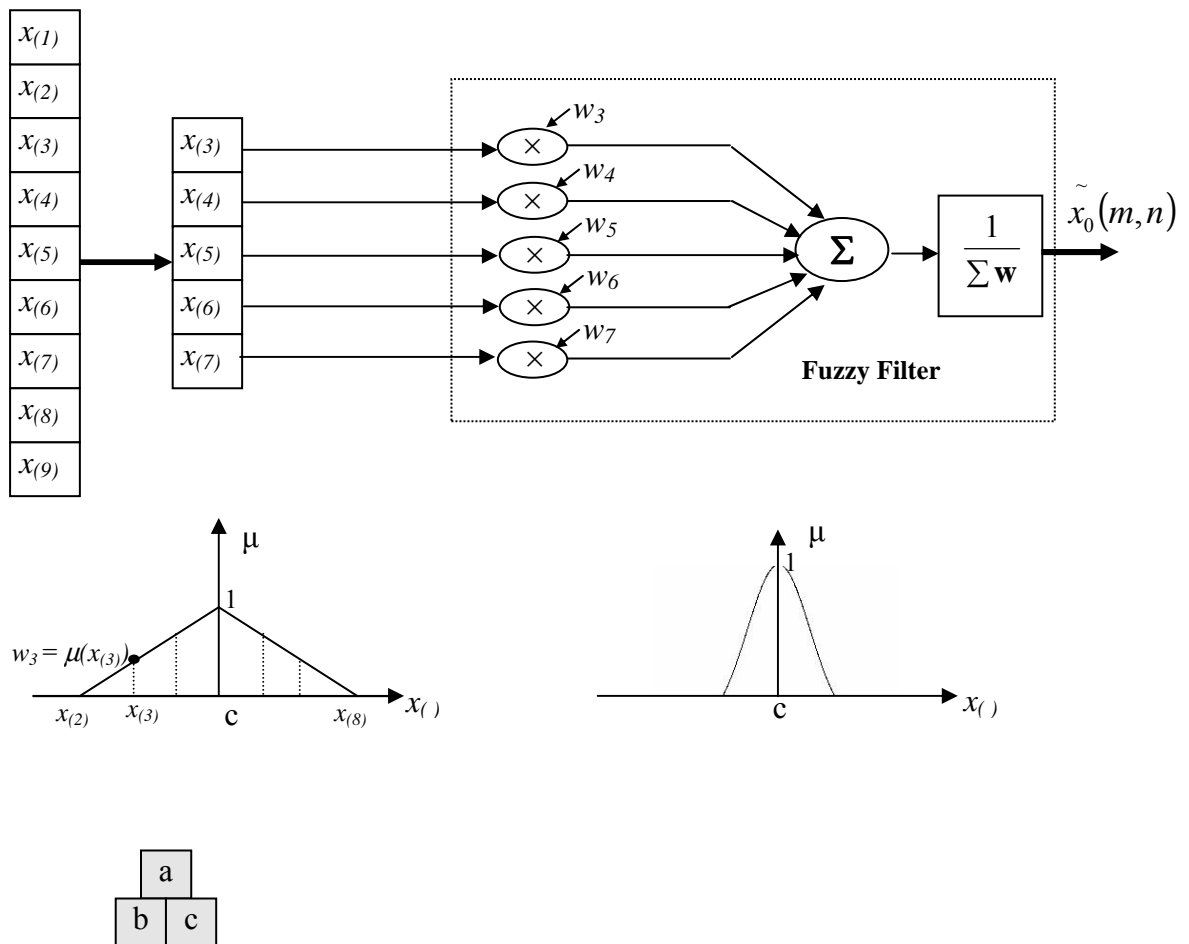 x(1)
x(2)
x(3)
x(4)
x(5)
x(6)
x(7)
x(8)
x(9)
x(3)
x(4)
x(5)
x(6)
x(7)
× w3
× w4
× w5
× w6
× w7
Σ
1
∑ w
x̃0(m,n)
Fuzzy Filter
μ
1
w3 = μ(x(3))
x(2) x(3) c x(8) x( )
μ
1
c x( )
a
b c